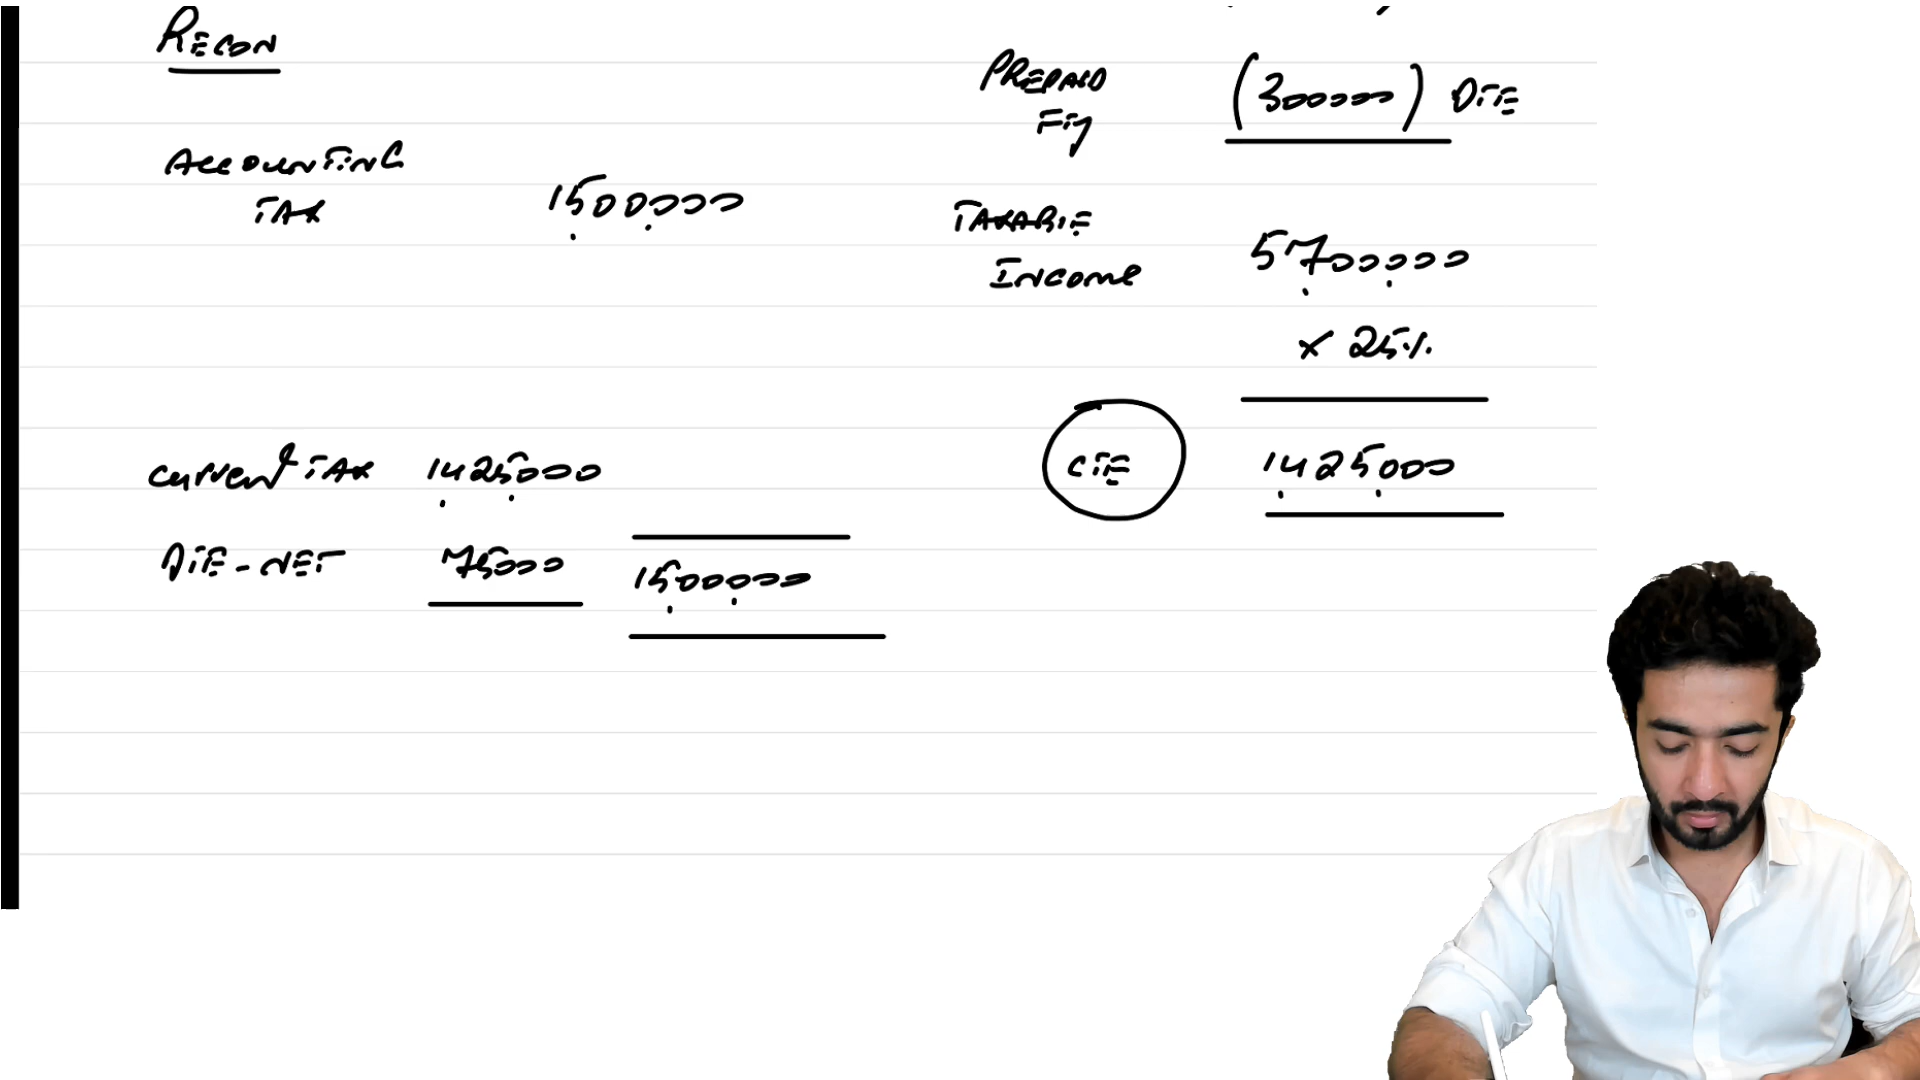 RECON
ACCOUNTING
TAX 1500000
CURRENT TAX 1425000
DTE-NET 75000 1500000
PREPAID (300000) DTE
FIY
TAXABLE
INCOME 5700000
x 25%
CTE 1425000